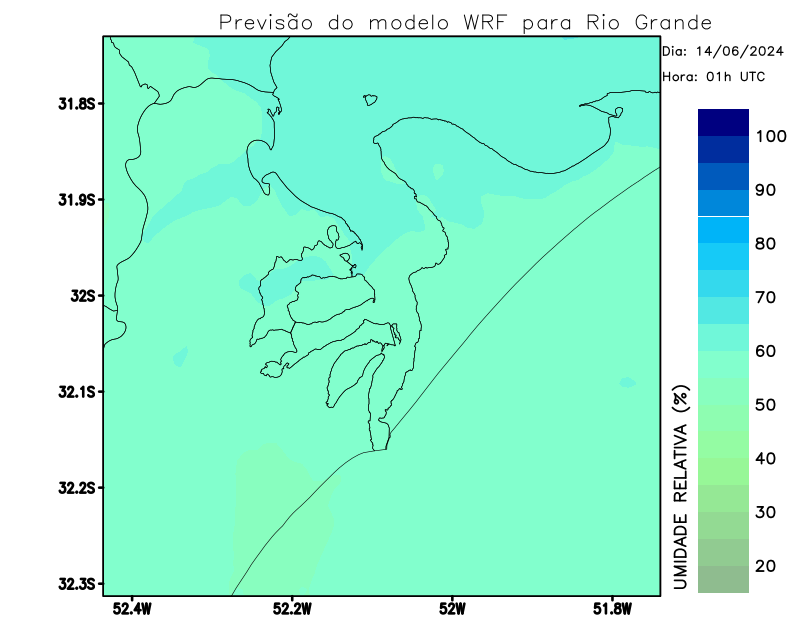 Previsão do modelo WRF para Rio Grande
Dia: 14/06/2024
Hora: 01h UTC
31.8S
31.9S
32S
32.1S
32.2S
32.3S
52.4W
52.2W
52W
51.8W
UMIDADE RELATIVA (%)
100
90
80
70
60
50
40
30
20